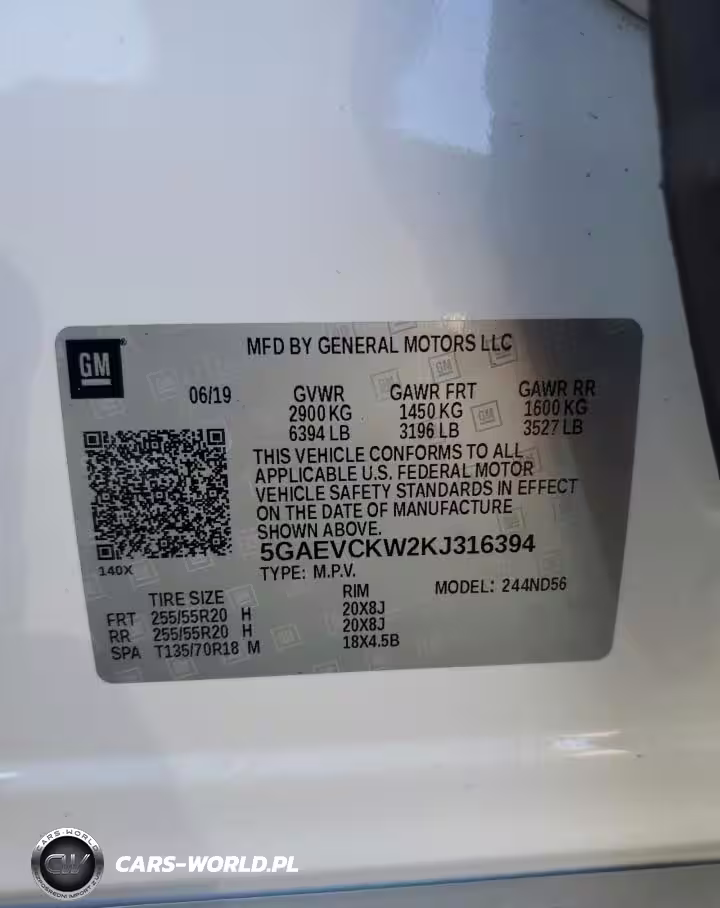 GM
MFD BY GENERAL MOTORS LLC
06/19 GVWR GAWR FRT GAWR RR
2900 KG 1450 KG 1600 KG
6394 LB 3196 LB 3527 LB
THIS VEHICLE CONFORMS TO ALL
APPLICABLE U.S. FEDERAL MOTOR
VEHICLE SAFETY STANDARDS IN EFFECT
ON THE DATE OF MANUFACTURE
SHOWN ABOVE.
140X
5GAEVCKW2KJ316394
TYPE: M.P.V. MODEL: 244ND56
TIRE SIZE RIM
FRT 255/55R20 H 20X8J
RR 255/55R20 H 20X8J
SPA T135/70R18 M 18X4.5B
CARS-WORLD
CW
CARS-WORLD.PL